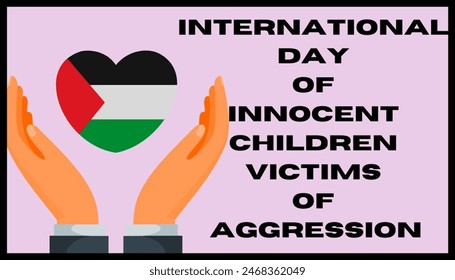 INTERNATIONAL
DAY
OF
INNOCENT
CHILDREN
VICTIMS
OF
AGGRESSION
shutterstock.com · 2468362049